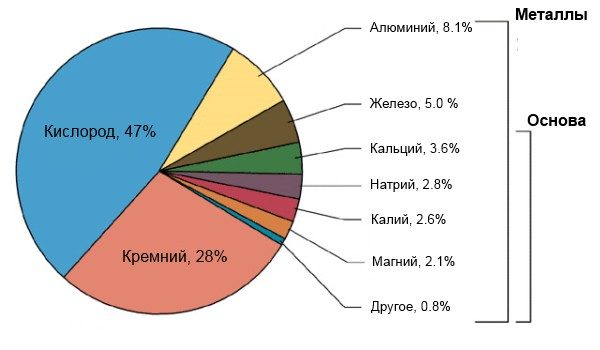 Металлы
Алюминий, 8.1%
Железо, 5.0 %
Основа
Кислород, 47%
Кальций, 3.6%
Натрий, 2.8%
Калий, 2.6%
Кремний, 28%
Магний, 2.1%
Другое, 0.8%